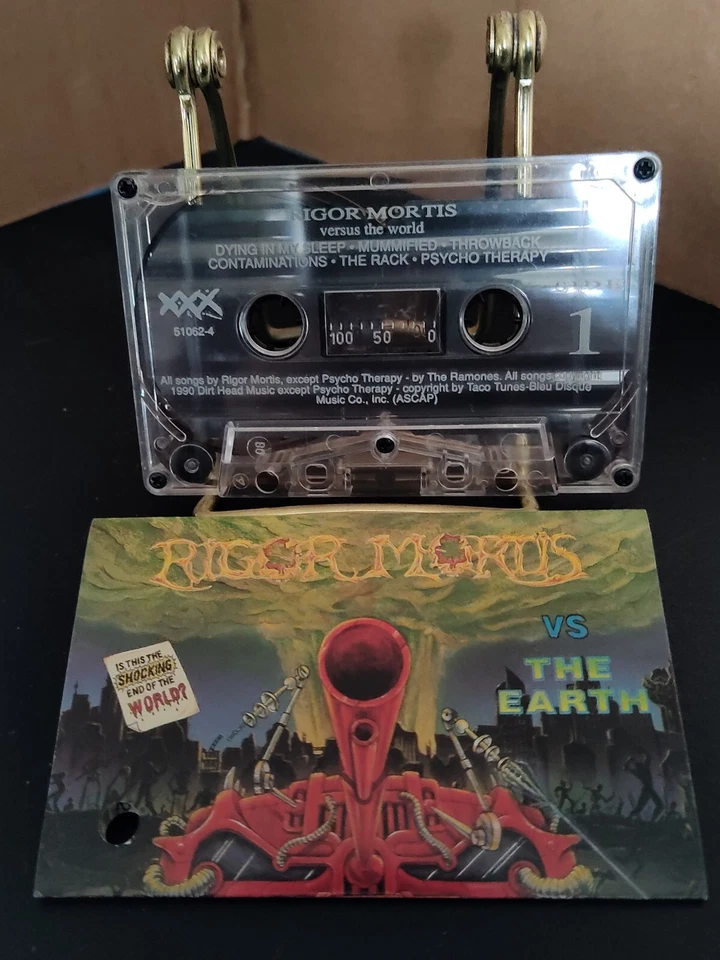 RIGOR MORTIS
versus the world
DYING IN MY SLEEP • MUMMIFIED • THROWBACK
CONTAMINATIONS • THE RACK • PSYCHO THERAPY
XXX
51062-4
100 50 0
1
All songs by Rigor Mortis, except Psycho Therapy - by The Ramones. All songs copyright
1990 Dirt Head Music except Psycho Therapy - copyright by Taco Tunes-Bleu Disque
Music Co., Inc. (ASCAP)
RIGOR MORTIS
VS
THE
EARTH
IS THIS THE
SHOCKING
END OF THE
WORLD?